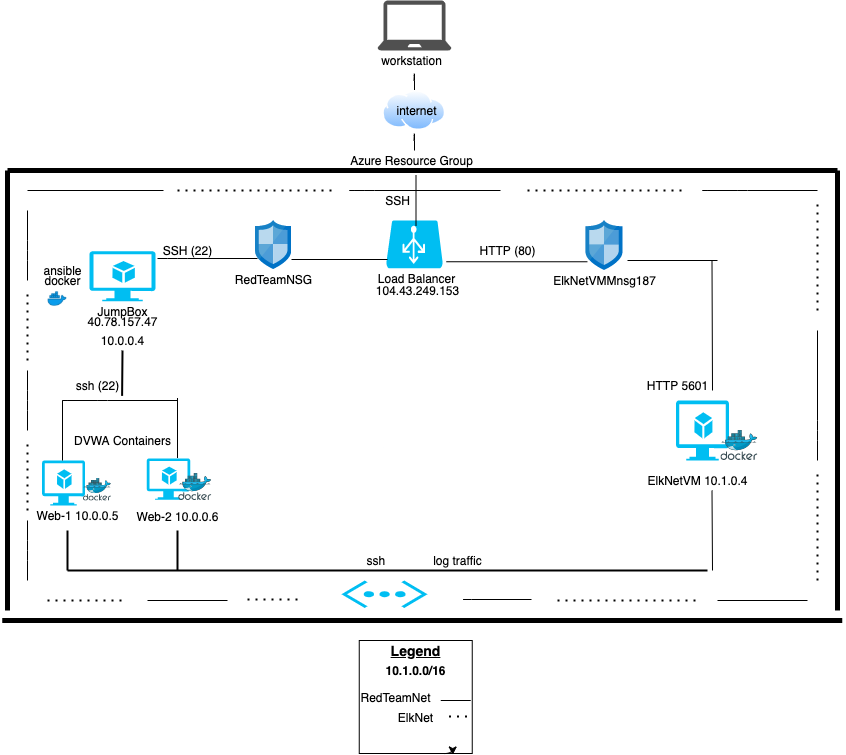 workstation
internet
Azure Resource Group
SSH
SSH (22)
HTTP (80)
RedTeamNSG
Load Balancer
104.43.249.153
ElkNetVMMnsg187
ansible
docker
JumpBox
40.78.157.47
10.0.0.4
ssh (22)
HTTP 5601
DVWA Containers
docker
docker
docker
Web-1 10.0.0.5
Web-2 10.0.0.6
ElkNetVM 10.1.0.4
ssh
log traffic
Legend
10.1.0.0/16
RedTeamNet
ElkNet